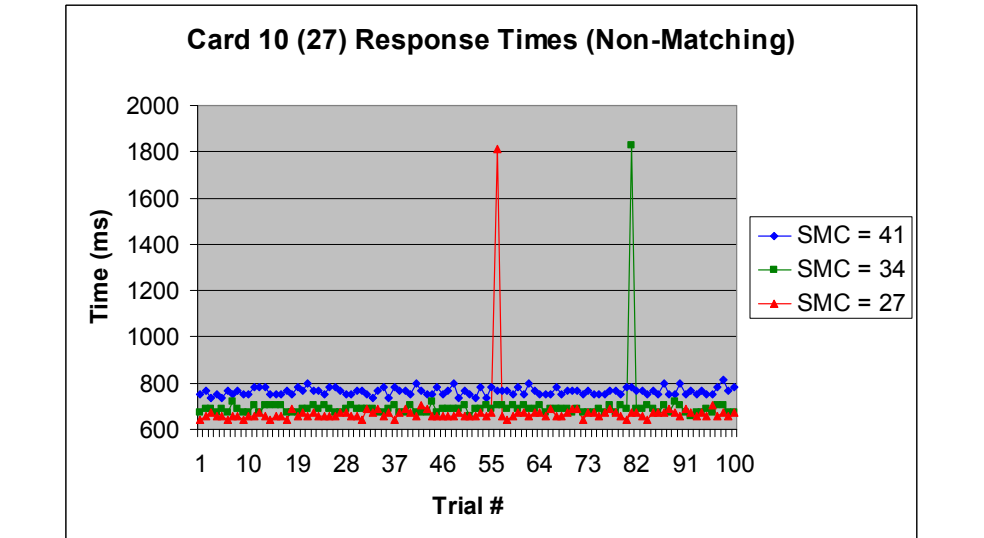 Card 10 (27) Response Times (Non-Matching)
2000
1800
1600
1400
1200
1000
800
600
Time (ms)
1 10 19 28 37 46 55 64 73 82 91 100
Trial #
SMC = 41
SMC = 34
SMC = 27